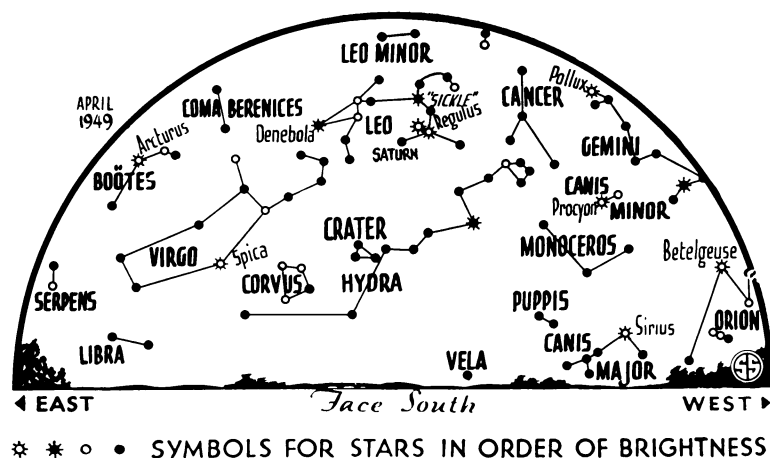 LEO MINOR
APRIL
1949
COMA BERENICES
"SICKLE"
CANCER
Pollux
Arcturus
Denebola
LEO
Regulus
SATURN
GEMINI
BOÖTES
CANIS
MINOR
Procyon
VIRGO
Spica
CRATER
MONOCEROS
Betelgeuse
SERPENS
CORVUS
HYDRA
PUPPIS
ORION
LIBRA
Sirius
CANIS
MAJOR
VELA
SS
EAST
Face South
WEST
SYMBOLS FOR STARS IN ORDER OF BRIGHTNESS